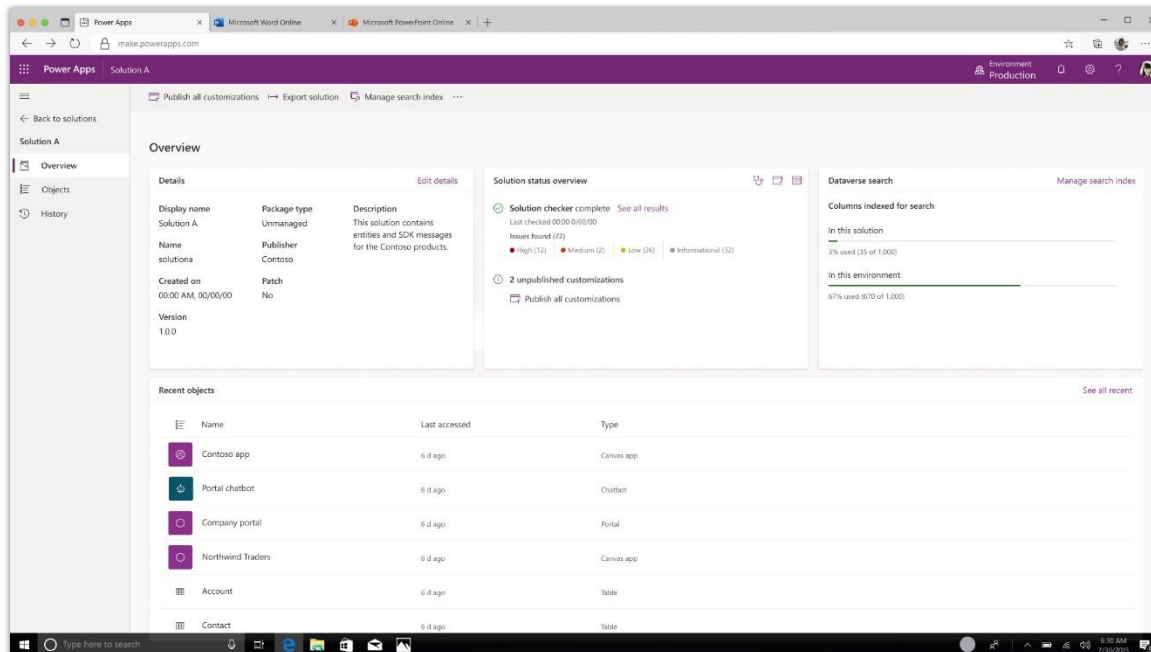 Power Apps
Microsoft Word Online
Microsoft PowerPoint Online
make.powerapps.com
Power Apps
Solution A
Environment
Production
Publish all customizations
Export solution
Manage search index
Back to solutions
Solution A
Overview
Objects
History
Overview
Details
Edit details
Display name
Solution A
Package type
Unmanaged
Description
This solution contains
entities and SDK messages
for the Contoso products.
Name
solutiona
Publisher
Contoso
Created on
00:00 AM, 00/00/00
Patch
No
Version
1.0.0
Solution status overview
Solution checker complete See all results
Last checked 00:00 0/00/00
Issues found (72)
High (12) Medium (2) Low (26) Informational (32)
2 unpublished customizations
Publish all customizations
Dataverse search
Manage search index
Columns indexed for search
In this solution
3% used (35 of 1,000)
In this environment
67% used (670 of 1,000)
Recent objects
See all recent
Name Last accessed Type
Contoso app 6 d ago Canvas app
Portal chatbot 6 d ago Chatbot
Company portal 6 d ago Portal
Northwind Traders 6 d ago Canvas app
Account 6 d ago Table
Contact 6 d ago Table
Type here to search
6:30 AM
7/30/2015